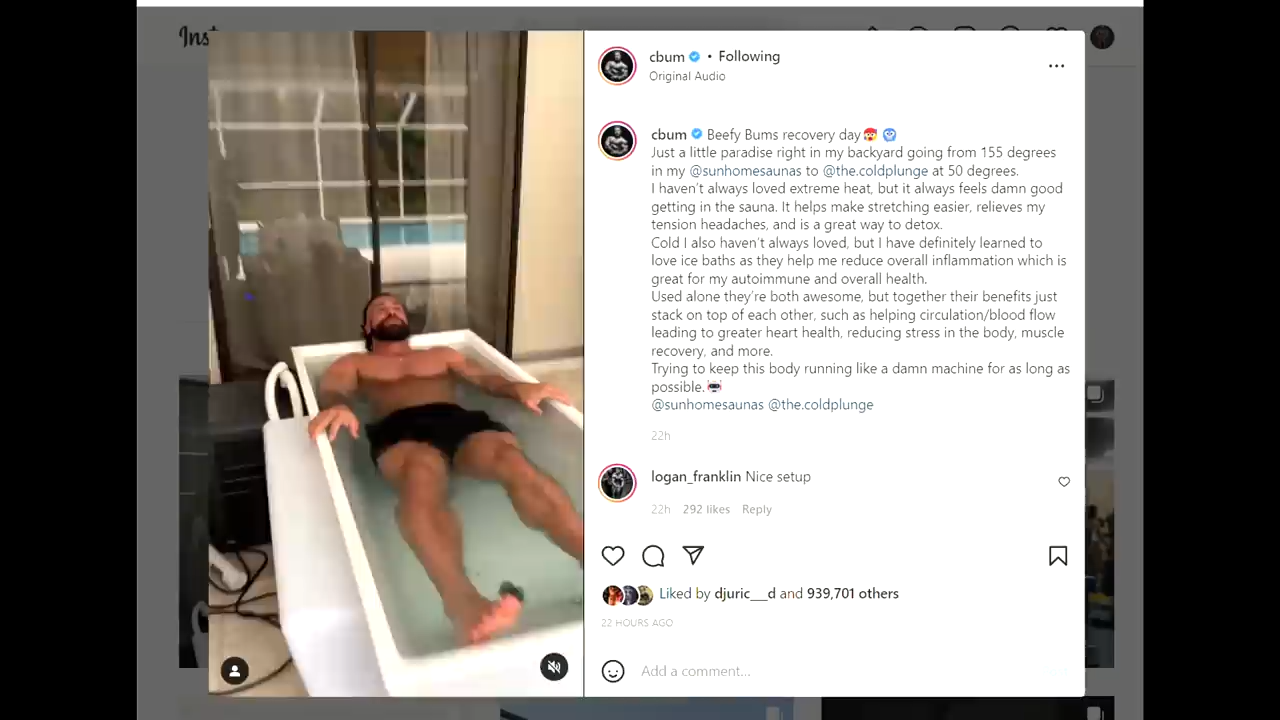 Inst
cbum • Following
Original Audio
cbum Beefy Bums recovery day
Just a little paradise right in my backyard going from 155 degrees
in my @sunhomesaunas to @the.coldplunge at 50 degrees.
I haven't always loved extreme heat, but it always feels damn good
getting in the sauna. It helps make stretching easier, relieves my
tension headaches, and is a great way to detox.
Cold I also haven't always loved, but I have definitely learned to
love ice baths as they help me reduce overall inflammation which is
great for my autoimmune and overall health.
Used alone they're both awesome, but together their benefits just
stack on top of each other, such as helping circulation/blood flow
leading to greater heart health, reducing stress in the body, muscle
recovery, and more.
Trying to keep this body running like a damn machine for as long as
possible.
@sunhomesaunas @the.coldplunge
22h
logan_franklin Nice setup
22h 292 likes Reply
Liked by djuric___d and 939,701 others
22 HOURS AGO
Add a comment...